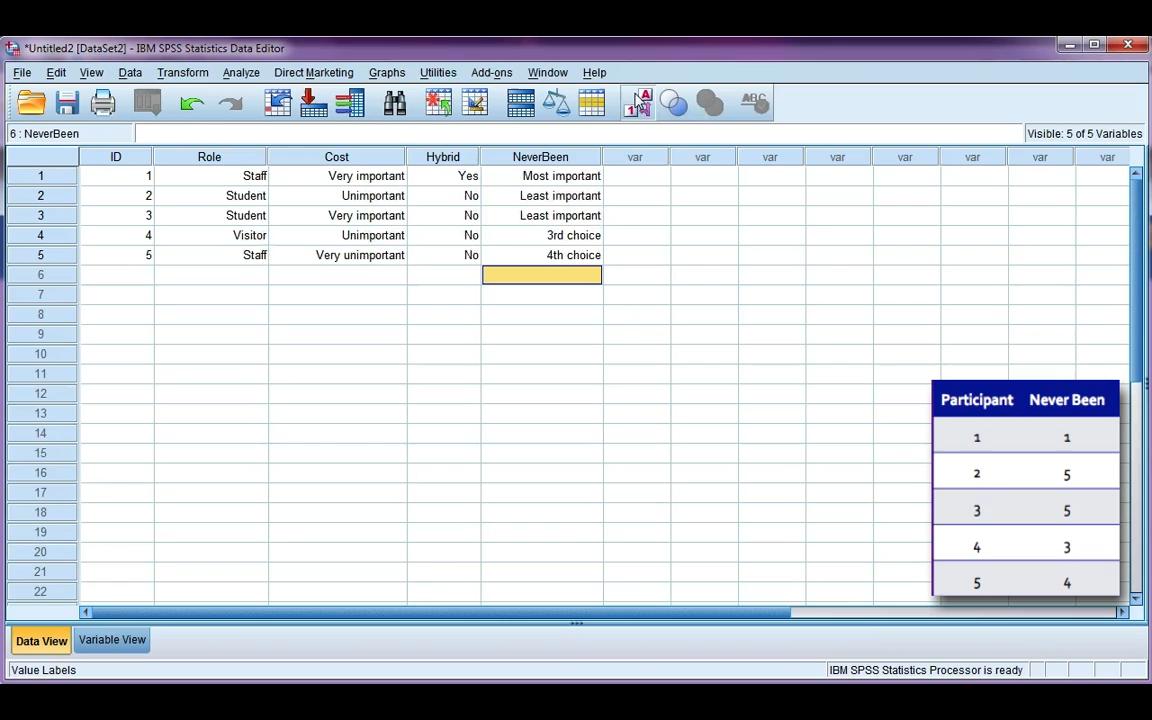 *Untitled2 [DataSet2] - IBM SPSS Statistics Data Editor
File Edit View Data Transform Analyze Direct Marketing Graphs Utilities Add-ons Window Help
1 A ABC
6 : NeverBeen Visible: 5 of 5 Variables
ID Role Cost Hybrid NeverBeen var var var var var var var var
1 1 Staff Very important Yes Most important
2 2 Student Unimportant No Least important
3 3 Student Very important No Least important
4 4 Visitor Unimportant No 3rd choice
5 5 Staff Very unimportant No 4th choice
6
7
8
9
10
11
12
13
14
15
16
17
18
19
20
21
22
Participant Never Been
1 1
2 5
3 5
4 3
5 4
Data View Variable View
Value Labels IBM SPSS Statistics Processor is ready